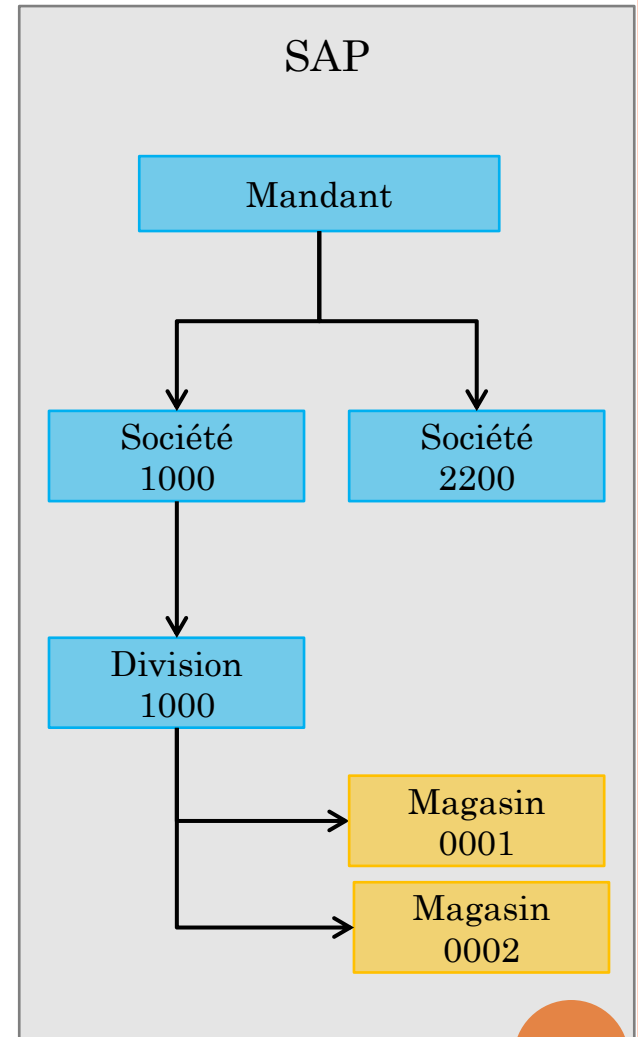 SAP
Mandant
Société
1000
Société
2200
Division
1000
Magasin
0001
Magasin
0002